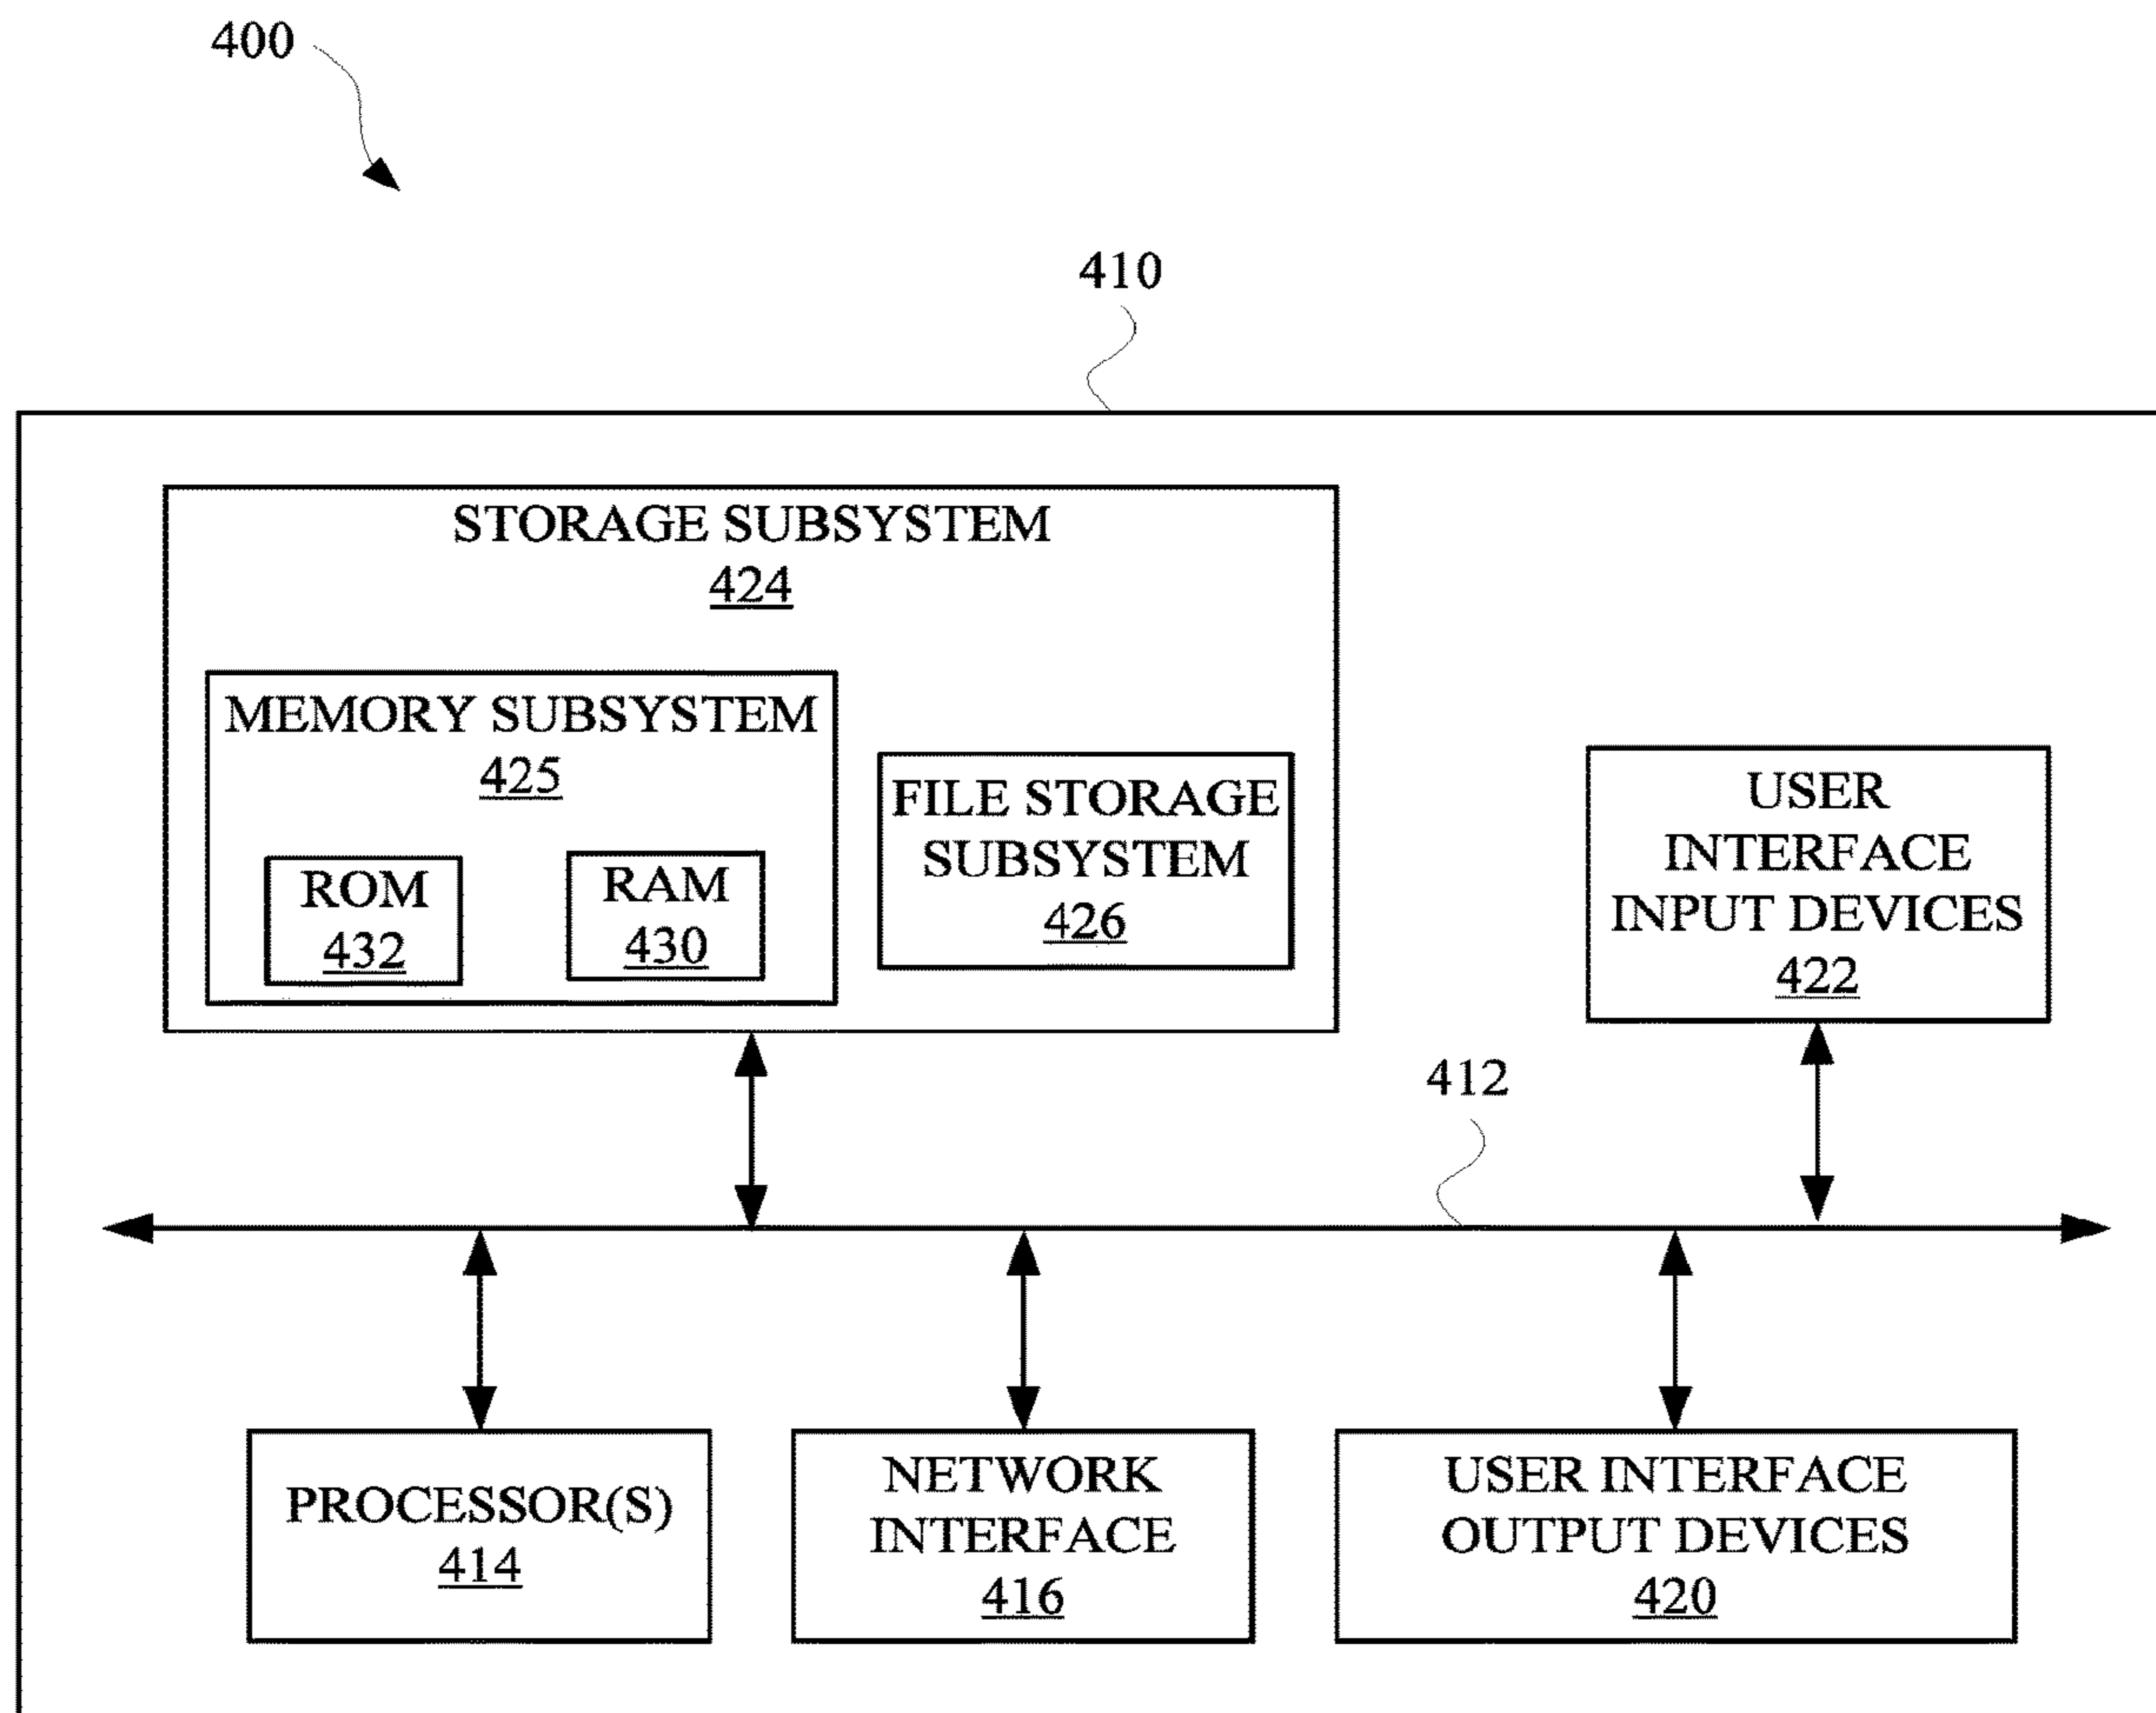 400
410
STORAGE SUBSYSTEM
424
MEMORY SUBSYSTEM
425
ROM
432
RAM
430
FILE STORAGE
SUBSYSTEM
426
USER
INTERFACE
INPUT DEVICES
422
412
PROCESSOR(S)
414
NETWORK
INTERFACE
416
USER INTERFACE
OUTPUT DEVICES
420